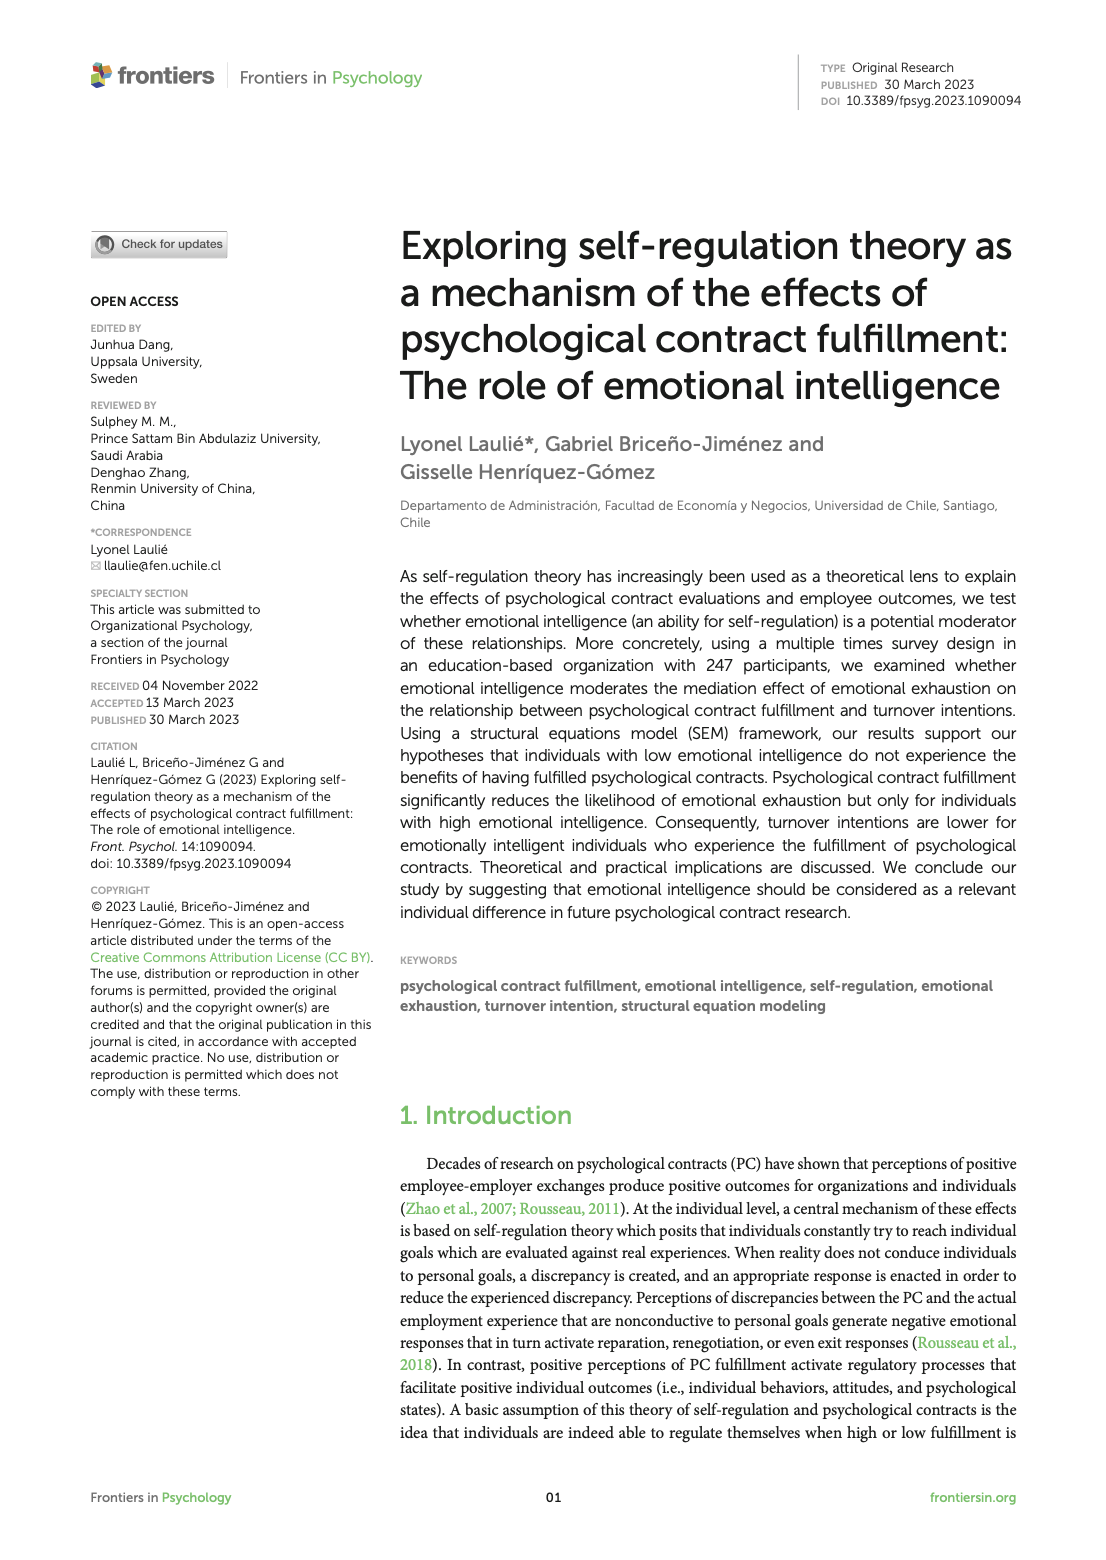 frontiers | Frontiers in Psychology
TYPE Original Research
PUBLISHED 30 March 2023
DOI 10.3389/fpsyg.2023.1090094
Check for updates
OPEN ACCESS
EDITED BY
Junhua Dang,
Uppsala University,
Sweden
REVIEWED BY
Sulphey M. M.,
Prince Sattam Bin Abdulaziz University,
Saudi Arabia
Denghao Zhang,
Renmin University of China,
China
*CORRESPONDENCE
Lyonel Laulié
✉ llaulie@fen.uchile.cl
SPECIALTY SECTION
This article was submitted to
Organizational Psychology,
a section of the journal
Frontiers in Psychology
RECEIVED 04 November 2022
ACCEPTED 13 March 2023
PUBLISHED 30 March 2023
CITATION
Laulié L, Briceño-Jiménez G and
Henríquez-Gómez G (2023) Exploring self-
regulation theory as a mechanism of the
effects of psychological contract fulfillment:
The role of emotional intelligence.
Front. Psychol. 14:1090094.
doi: 10.3389/fpsyg.2023.1090094
COPYRIGHT
© 2023 Laulié, Briceño-Jiménez and
Henríquez-Gómez. This is an open-access
article distributed under the terms of the
Creative Commons Attribution License (CC BY).
The use, distribution or reproduction in other
forums is permitted, provided the original
author(s) and the copyright owner(s) are
credited and that the original publication in this
journal is cited, in accordance with accepted
academic practice. No use, distribution or
reproduction is permitted which does not
comply with these terms.
Exploring self-regulation theory as
a mechanism of the effects of
psychological contract fulfillment:
The role of emotional intelligence
Lyonel Laulié*, Gabriel Briceño-Jiménez and
Gisselle Henríquez-Gómez
Departamento de Administración, Facultad de Economía y Negocios, Universidad de Chile, Santiago,
Chile
As self-regulation theory has increasingly been used as a theoretical lens to explain
the effects of psychological contract evaluations and employee outcomes, we test
whether emotional intelligence (an ability for self-regulation) is a potential moderator
of these relationships. More concretely, using a multiple times survey design in
an education-based organization with 247 participants, we examined whether
emotional intelligence moderates the mediation effect of emotional exhaustion on
the relationship between psychological contract fulfillment and turnover intentions.
Using a structural equations model (SEM) framework, our results support our
hypotheses that individuals with low emotional intelligence do not experience the
benefits of having fulfilled psychological contracts. Psychological contract fulfillment
significantly reduces the likelihood of emotional exhaustion but only for individuals
with high emotional intelligence. Consequently, turnover intentions are lower for
emotionally intelligent individuals who experience the fulfillment of psychological
contracts. Theoretical and practical implications are discussed. We conclude our
study by suggesting that emotional intelligence should be considered as a relevant
individual difference in future psychological contract research.
KEYWORDS
psychological contract fulfillment, emotional intelligence, self-regulation, emotional
exhaustion, turnover intention, structural equation modeling
1. Introduction
Decades of research on psychological contracts (PC) have shown that perceptions of positive
employee-employer exchanges produce positive outcomes for organizations and individuals
(Zhao et al., 2007; Rousseau, 2011). At the individual level, a central mechanism of these effects
is based on self-regulation theory which posits that individuals constantly try to reach individual
goals which are evaluated against real experiences. When reality does not conduce individuals
to personal goals, a discrepancy is created, and an appropriate response is enacted in order to
reduce the experienced discrepancy. Perceptions of discrepancies between the PC and the actual
employment experience that are nonconductive to personal goals generate negative emotional
responses that in turn activate reparation, renegotiation, or even exit responses (Rousseau et al.,
2018). In contrast, positive perceptions of PC fulfillment activate regulatory processes that
facilitate positive individual outcomes (i.e., individual behaviors, attitudes, and psychological
states). A basic assumption of this theory of self-regulation and psychological contracts is the
idea that individuals are indeed able to regulate themselves when high or low fulfillment is
Frontiers in Psychology
01
frontiersin.org